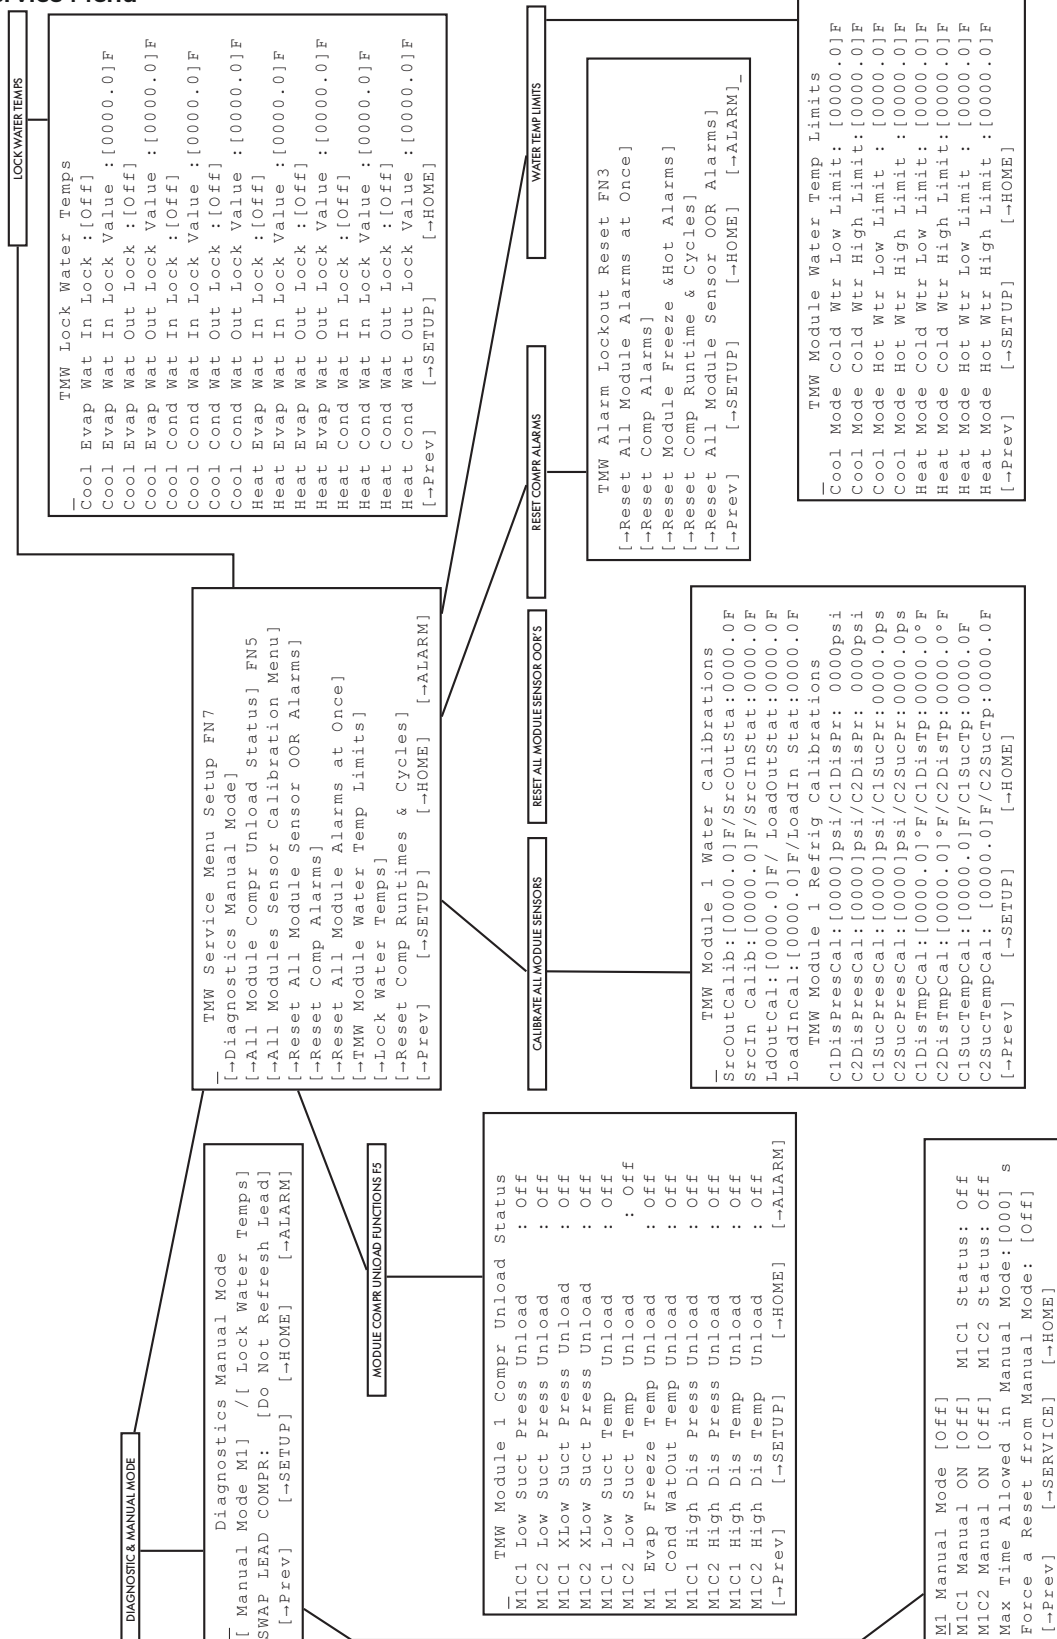 rvice Menu
LOCK WATER TEMPS
TMW Lock Water Temps
Cool Evap Wat In Lock :[Off]
Cool Evap Wat In Lock Value :[0000.0]F
Cool Evap Wat Out Lock :[Off]
Cool Evap Wat Out Lock Value :[0000.0]F
Cool Cond Wat In Lock :[Off]
Cool Cond Wat In Lock Value :[0000.0]F
Cool Cond Wat Out Lock :[Off]
Cool Cond Wat Out Lock Value :[0000.0]F
Heat Evap Wat In Lock :[Off]
Heat Evap Wat In Lock Value :[0000.0]F
Heat Evap Wat Out Lock :[Off]
Heat Evap Wat Out Lock Value :[0000.0]F
Heat Cond Wat In Lock :[Off]
Heat Cond Wat In Lock Value :[0000.0]F
Heat Cond Wat Out Lock :[Off]
Heat Cond Wat Out Lock Value :[0000.0]F
[→Prev] [→SETUP] [→HOME]
WATER TEMP LIMITS
TMW Module Water Temp Limits
Cool Mode Cold Wtr Low Limit: [0000.0]F
Cool Mode Cold Wtr High Limit:[0000.0]F
Cool Mode Hot Wtr Low Limit : [0000.0]F
Cool Mode Hot Wtr High Limit :[0000.0]F
Heat Mode Cold Wtr Low Limit: [0000.0]F
Heat Mode Cold Wtr High Limit:[0000.0]F
Heat Mode Hot Wtr Low Limit : [0000.0]F
Heat Mode Hot Wtr High Limit :[0000.0]F
[→Prev] [→SETUP] [→HOME]
RESET COMPR ALARMS
TMW Alarm Lockout Reset FN3
[→Reset All Module Alarms at Once]
[→Reset Comp Alarms]
[→Reset Module Freeze &Hot Alarms]
[→Reset Comp Runtime & Cycles]
[→Reset All Module Sensor OOR Alarms]
[→Prev] [→SETUP] [→HOME] [→ALARM]_
TMW Service Menu Setup FN7
[→Diagnostics Manual Mode]
[→All Module Compr Unload Status] FN5
[→All Modules Sensor Calibration Menu]
[→Reset All Module Sensor OOR Alarms]
[→Reset Comp Alarms]
[→Reset All Module Alarms at Once]
[→TMW Module Water Temp Limits]
[→Lock Water Temps]
[→Reset Comp Runtimes & Cycles]
[→Prev] [→SETUP] [→HOME] [→ALARM]
RESET ALL MODULE SENSOR OOR'S
CALIBRATE ALL MODULE SENSORS
TMW Module 1 Water Calibrations
SrcOutCalib:[0000.0]F/SrcOutSta:0000.0F
SrcIn Calib:[0000.0]F/SrcInStat:0000.0F
LdOutCal:[0000.0]F/ LoadOutStat:0000.0F
LoadInCal:[0000.0]F/LoadIn Stat:0000.0F
TMW Module 1 Refrig Calibrations
C1DisPresCal:[0000]psi/C1DisPr: 0000psi
C2DisPresCal:[0000]psi/C2DisPr: 0000psi
C1SucPresCal:[0000]psi/C1SucPr:0000.0ps
C2SucPresCal:[0000]psi/C2SucPr:0000.0ps
C1DisTmpCal:[0000.0]°F/C1DisTp:0000.0°F
C2DisTmpCal:[0000.0]°F/C2DisTp:0000.0°F
C1SucTempCal:[0000.0]F/C1SucTp:0000.0F
C2SucTempCal: [0000.0]F/C2SucTp:0000.0F
[→Prev] [→SETUP] [→HOME]
DIAGNOSTIC & MANUAL MODE
Diagnostics Manual Mode
[ Manual Mode M1] /[ Lock Water Temps]
SWAP LEAD COMPR: [Do Not Refresh Lead]
[→Prev] [→SETUP] [→HOME] [→ALARM]
MODULE COMPR UNLOAD FUNCTIONS F5
TMW Module 1 Compr Unload Status
M1C1 Low Suct Press Unload : Off
M1C2 Low Suct Press Unload : Off
M1C1 XLow Suct Press Unload : Off
M1C2 XLow Suct Press Unload : Off
M1C1 Low Suct Temp Unload : Off
M1C2 Low Suct Temp Unload : Off
M1 Evap Freeze Temp Unload : Off
M1 Cond WatOut Temp Unload : Off
M1C1 High Dis Press Unload : Off
M1C2 High Dis Press Unload : Off
M1C1 High Dis Temp Unload : Off
M1C2 High Dis Temp Unload : Off
[→Prev] [→SETUP] [→HOME] [→ALARM]
M1 Manual Mode [Off]
M1C1 Manual ON [Off] M1C1 Status: Off
M1C2 Manual ON [Off] M1C2 Status: Off
Max Time Allowed in Manual Mode:[000] s
Force a Reset from Manual Mode: [Off]
[→Prev] [→SERVICE] [→HOME]